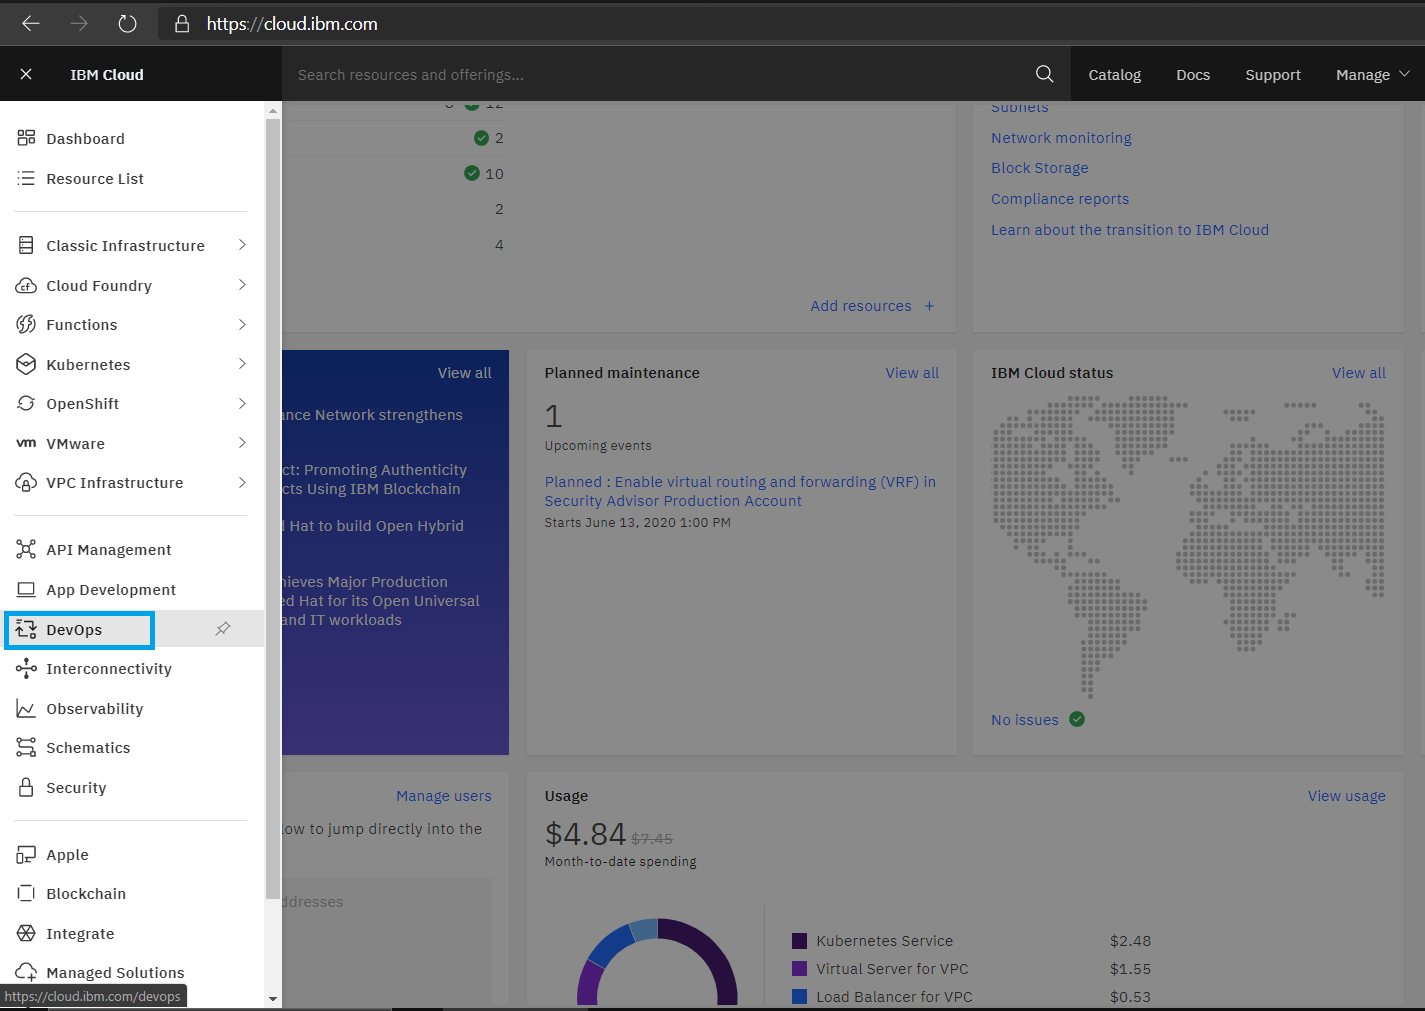 https://cloud.ibm.com
IBM Cloud
Search resources and offerings...
Catalog
Docs
Support
Manage
Dashboard
Resource List
Classic Infrastructure
Cloud Foundry
Functions
Kubernetes
OpenShift
vm VMware
VPC Infrastructure
API Management
App Development
DevOps
Interconnectivity
Observability
Schematics
Security
Apple
Blockchain
Integrate
Managed Solutions
https://cloud.ibm.com/devops
12
2
10
2
4
Add resources +
Subnets
Network monitoring
Block Storage
Compliance reports
Learn about the transition to IBM Cloud
View all
ance Network strengthens
ct: Promoting Authenticity
cts Using IBM Blockchain
d Hat to build Open Hybrid
hieves Major Production
ed Hat for its Open Universal
and IT workloads
Planned maintenance
View all
1
Upcoming events
Planned : Enable virtual routing and forwarding (VRF) in
Security Advisor Production Account
Starts June 13, 2020 1:00 PM
IBM Cloud status
View all
No issues
Manage users
low to jump directly into the
ddresses
Usage
View usage
$4.84 $7.45
Month-to-date spending
Kubernetes Service $2.48
Virtual Server for VPC $1.55
Load Balancer for VPC $0.53